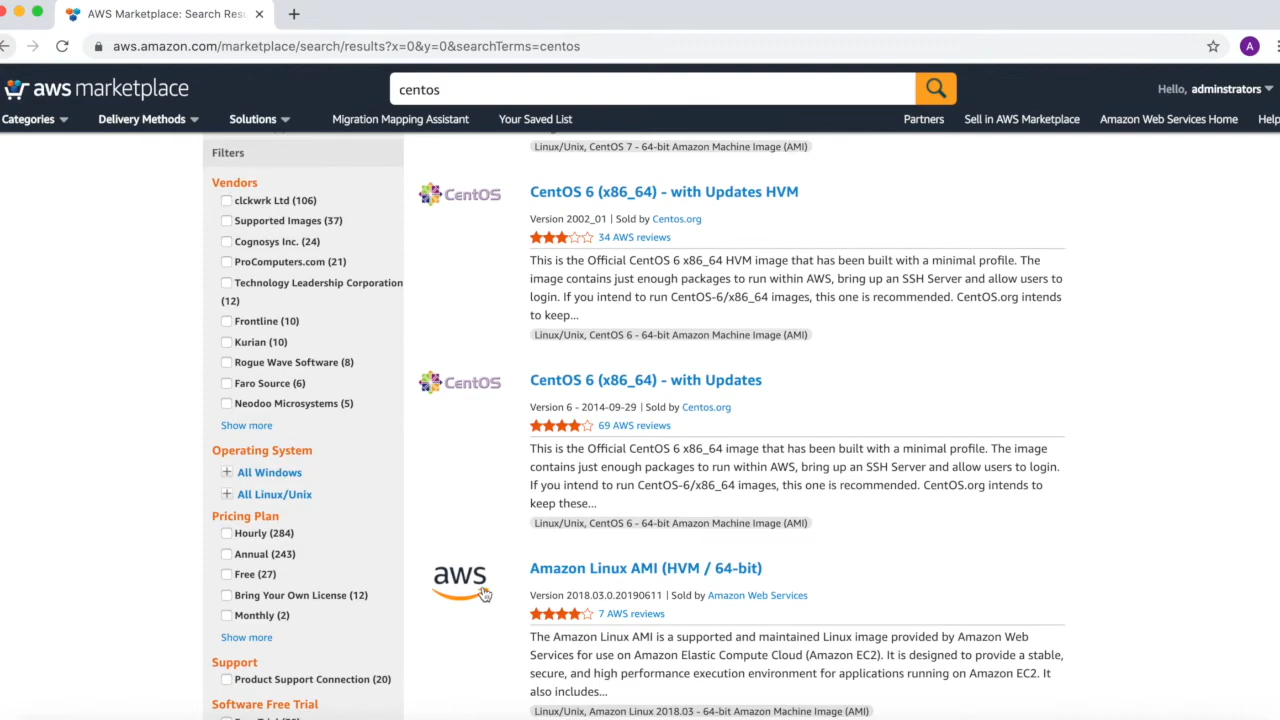 AWS Marketplace: Search Resu
aws.amazon.com/marketplace/search/results?x=0&y=0&searchTerms=centos
A
aws marketplace
centos
Hello, adminstrators
Categories
Delivery Methods
Solutions
Migration Mapping Assistant
Your Saved List
Partners
Sell in AWS Marketplace
Amazon Web Services Home
Help
Filters
Vendors
clckwrk Ltd (106)
Supported Images (37)
Cognosys Inc. (24)
ProComputers.com (21)
Technology Leadership Corporation
(12)
Frontline (10)
Kurian (10)
Rogue Wave Software (8)
Faro Source (6)
Neodoo Microsystems (5)
Show more
Operating System
All Windows
All Linux/Unix
Pricing Plan
Hourly (284)
Annual (243)
Free (27)
Bring Your Own License (12)
Monthly (2)
Show more
Support
Product Support Connection (20)
Software Free Trial
Linux/Unix, CentOS 7 - 64-bit Amazon Machine Image (AMI)
CentOS
CentOS 6 (x86_64) - with Updates HVM
Version 2002_01 | Sold by Centos.org
34 AWS reviews
This is the Official CentOS 6 x86_64 HVM image that has been built with a minimal profile. The
image contains just enough packages to run within AWS, bring up an SSH Server and allow users to
login. If you intend to run CentOS-6/x86_64 images, this one is recommended. CentOS.org intends
to keep...
Linux/Unix, CentOS 6 - 64-bit Amazon Machine Image (AMI)
CentOS
CentOS 6 (x86_64) - with Updates
Version 6 - 2014-09-29 | Sold by Centos.org
69 AWS reviews
This is the Official CentOS 6 x86_64 image that has been built with a minimal profile. The image
contains just enough packages to run within AWS, bring up an SSH Server and allow users to login.
If you intend to run CentOS-6/x86_64 images, this one is recommended. CentOS.org intends to
keep these...
Linux/Unix, CentOS 6 - 64-bit Amazon Machine Image (AMI)
aws
Amazon Linux AMI (HVM / 64-bit)
Version 2018.03.0.20190611 | Sold by Amazon Web Services
7 AWS reviews
The Amazon Linux AMI is a supported and maintained Linux image provided by Amazon Web
Services for use on Amazon Elastic Compute Cloud (Amazon EC2). It is designed to provide a stable,
secure, and high performance execution environment for applications running on Amazon EC2. It
also includes...
Linux/Unix, Amazon Linux 2018.03 - 64-bit Amazon Machine Image (AMI)